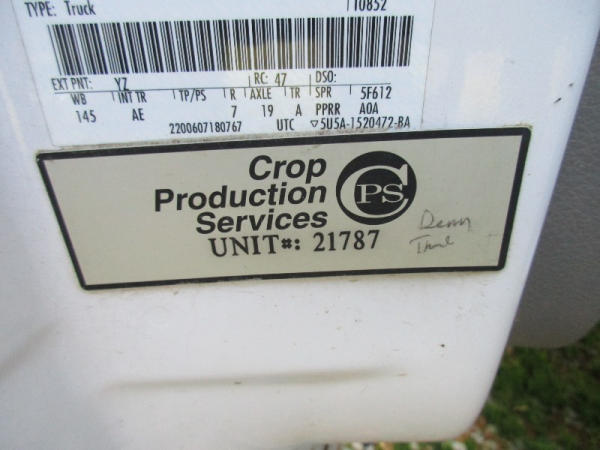 TYPE: Truck T0852
EXT PNT: YZ RC: 47 DSO:
WB INT TR TP/PS R AXLE TR SPR 5F612
145 AE 7 19 A PPRR A0A
2200607180767 UTC ▽5U5A-1520472-BA
Crop
Production
Services
CPS
UNIT#: 21787